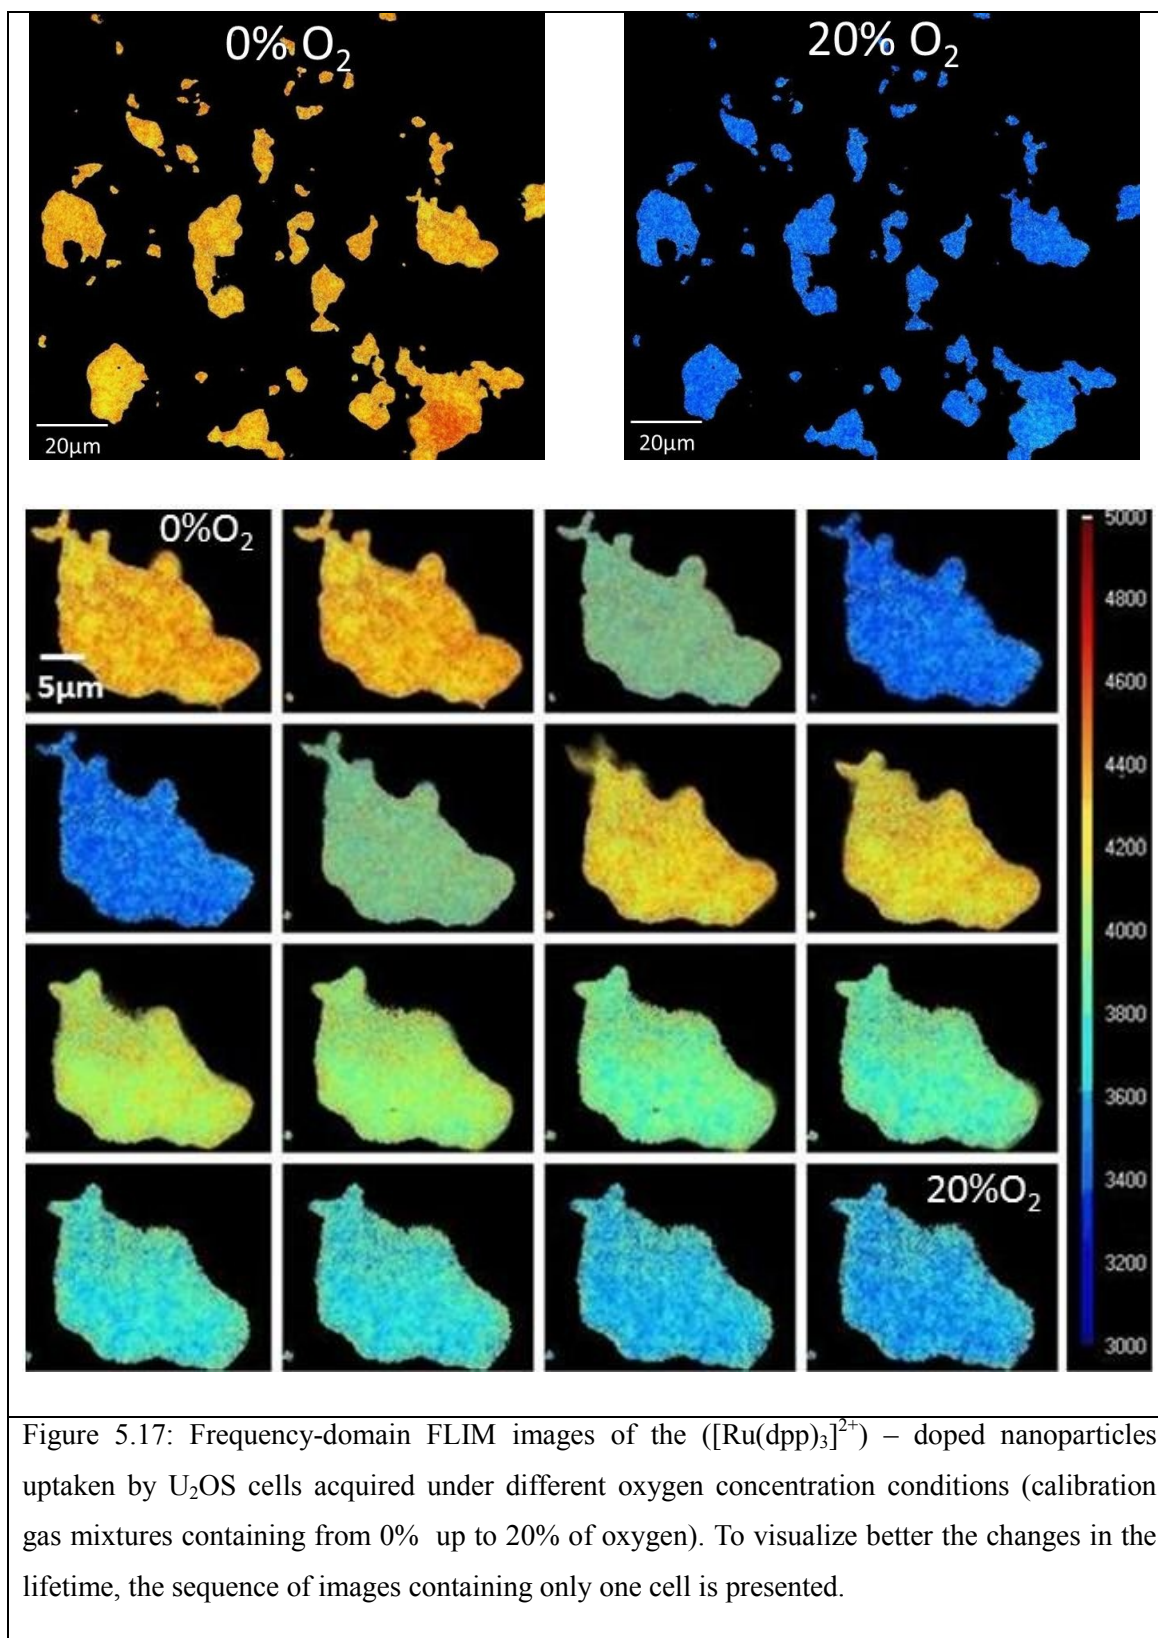 0% O₂
20% O₂
20µm
20µm
0%O₂
5µm
20%O₂
5000
4800
4600
4400
4200
4000
3800
3600
3400
3200
3000
Figure 5.17: Frequency-domain FLIM images of the ([Ru(dpp)₃]²⁺) – doped nanoparticles
uptaken by U₂OS cells acquired under different oxygen concentration conditions (calibration
gas mixtures containing from 0% up to 20% of oxygen). To visualize better the changes in the
lifetime, the sequence of images containing only one cell is presented.